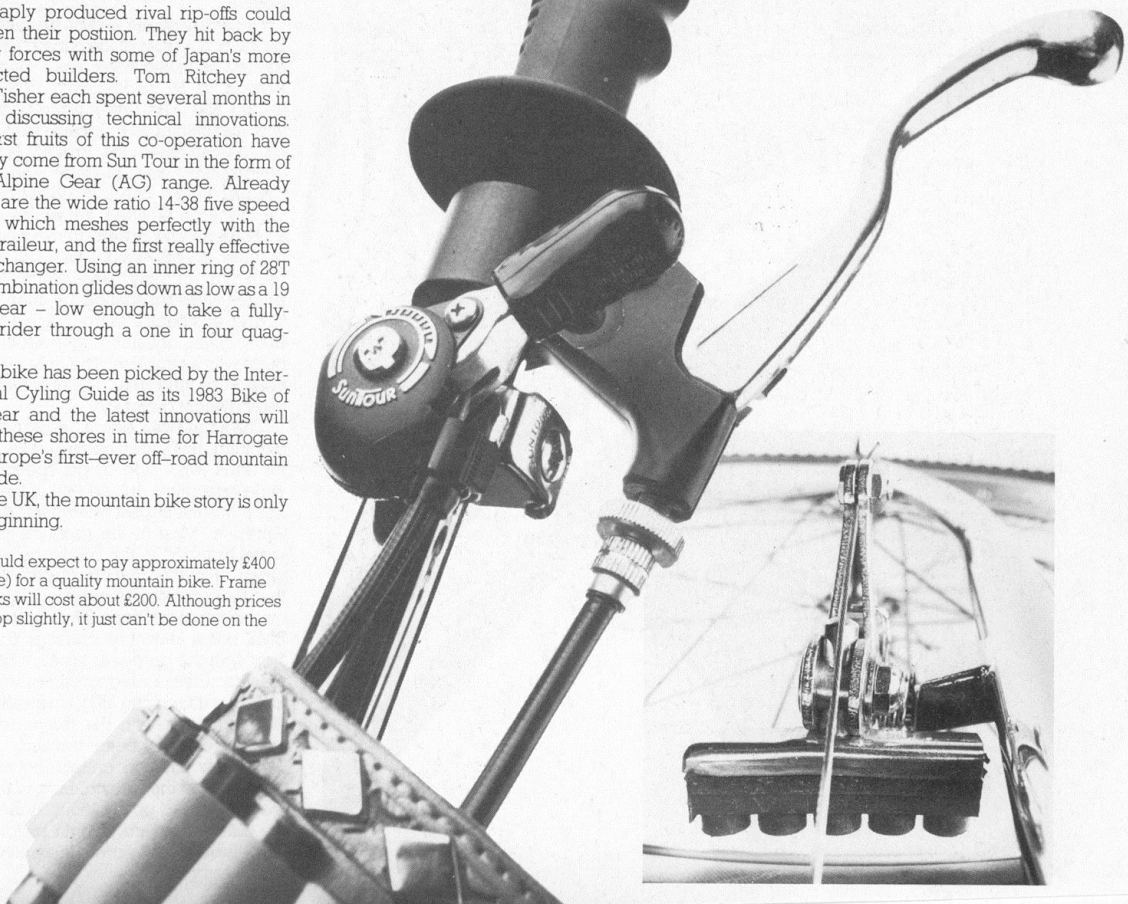 aply produced rival rip-offs could
en their postiion. They hit back by
forces with some of Japan's more
cted builders. Tom Ritchey and
Fisher each spent several months in
discussing technical innovations.
rst fruits of this co-operation have
y come from Sun Tour in the form of
Alpine Gear (AG) range. Already
are the wide ratio 14-38 five speed
which meshes perfectly with the
railleur, and the first really effective
changer. Using an inner ring of 28T
mbination glides down as low as a 19
ear – low enough to take a fully-
rider through a one in four quag-
bike has been picked by the Inter-
al Cyling Guide as its 1983 Bike of
ear and the latest innovations will
these shores in time for Harrogate
urope's first–ever off–road mountain
de.
e UK, the mountain bike story is only
ginning.
uld expect to pay approximately £400
e) for a quality mountain bike. Frame
ks will cost about £200. Although prices
op slightly, it just can't be done on the
SunTour